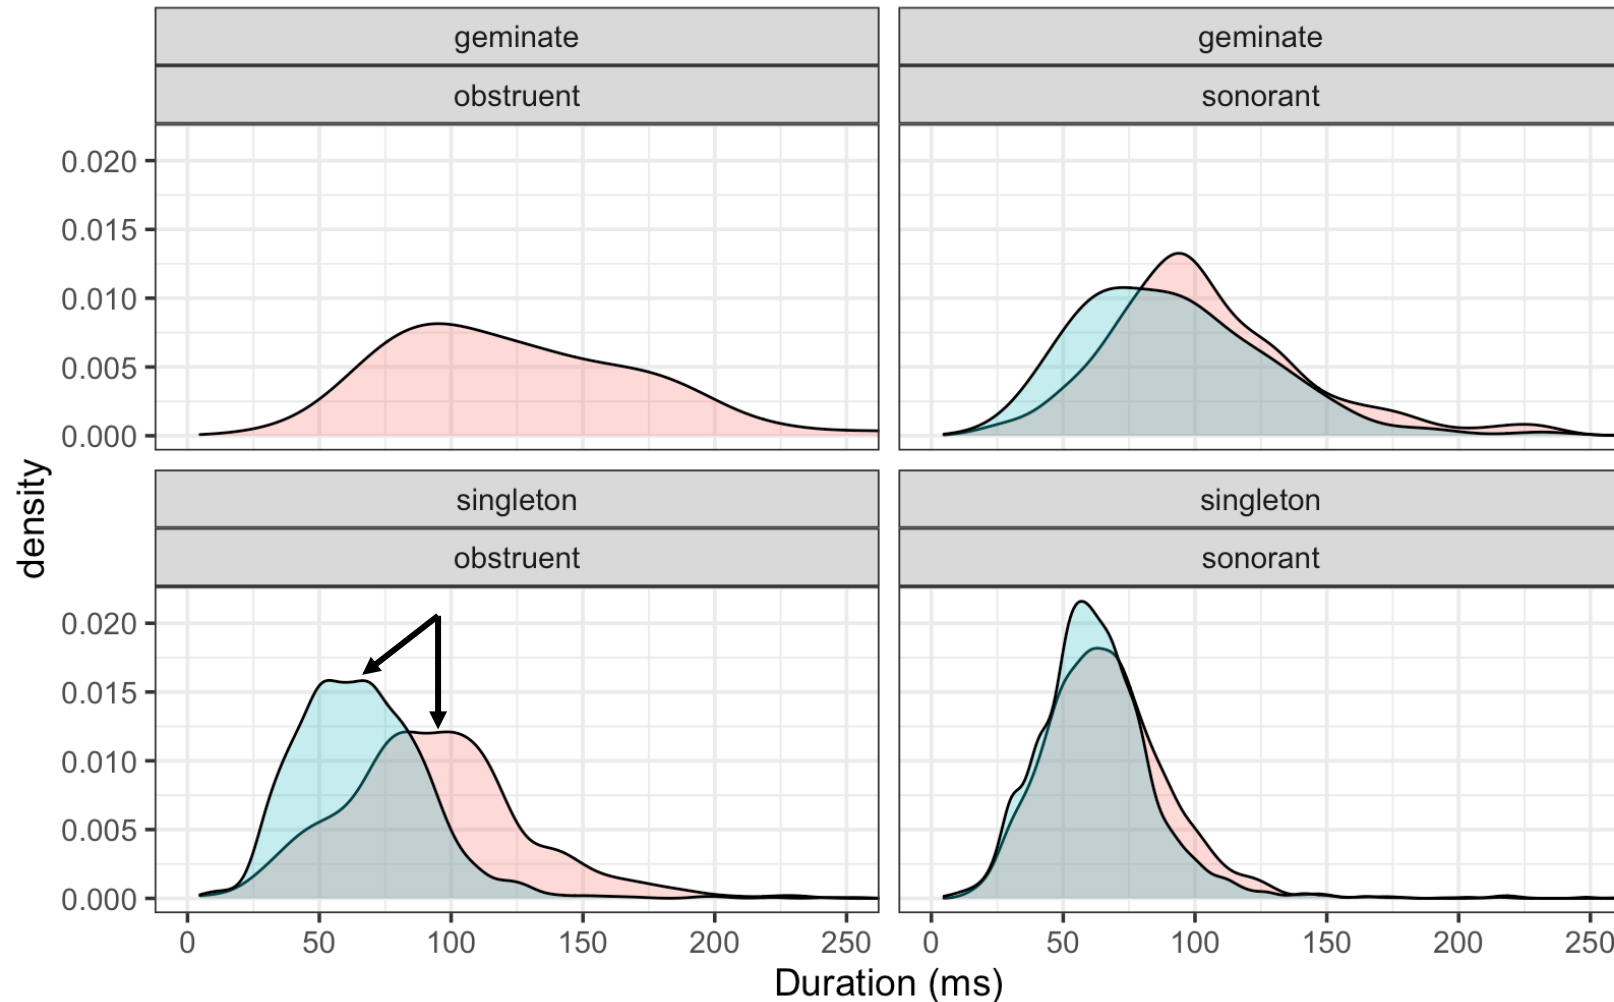 geminate
obstruent
geminate
sonorant
0.020
0.015
0.010
0.005
0.000
singleton
obstruent
singleton
sonorant
0.020
0.015
0.010
0.005
0.000
density
0 50 100 150 200 250
0 50 100 150 200 250
Duration (ms)